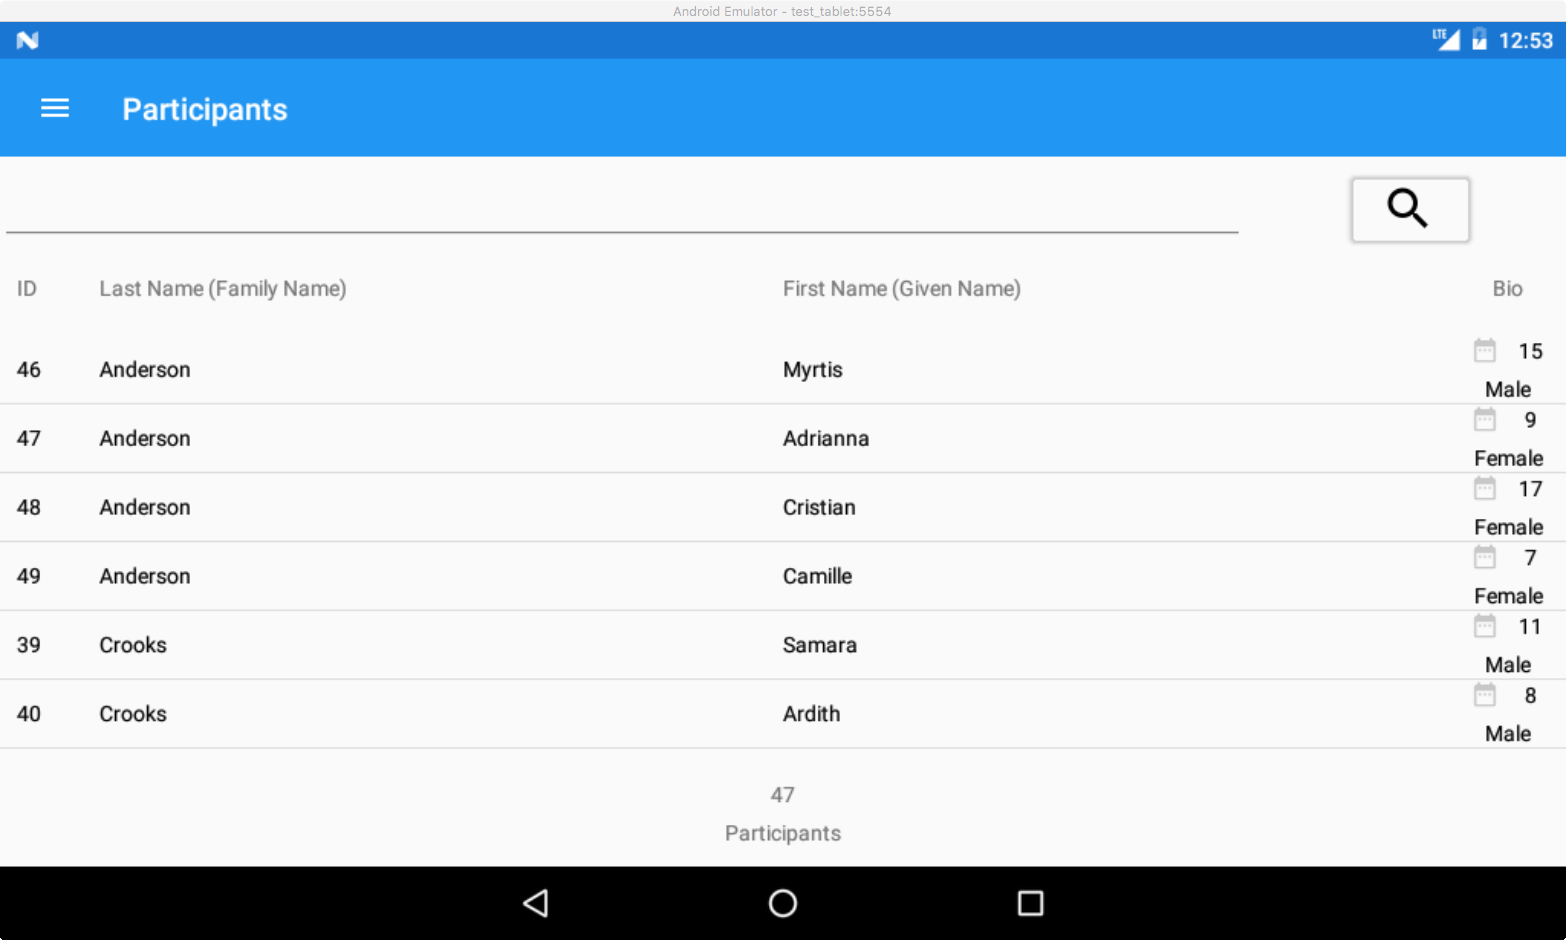 Android Emulator - test_tablet:5554
LTE 12:53
Participants
ID Last Name (Family Name) First Name (Given Name) Bio
46 Anderson Myrtis 15
Male
47 Anderson Adrianna 9
Female
48 Anderson Cristian 17
Female
49 Anderson Camille 7
Female
39 Crooks Samara 11
Male
40 Crooks Ardith 8
Male
47
Participants